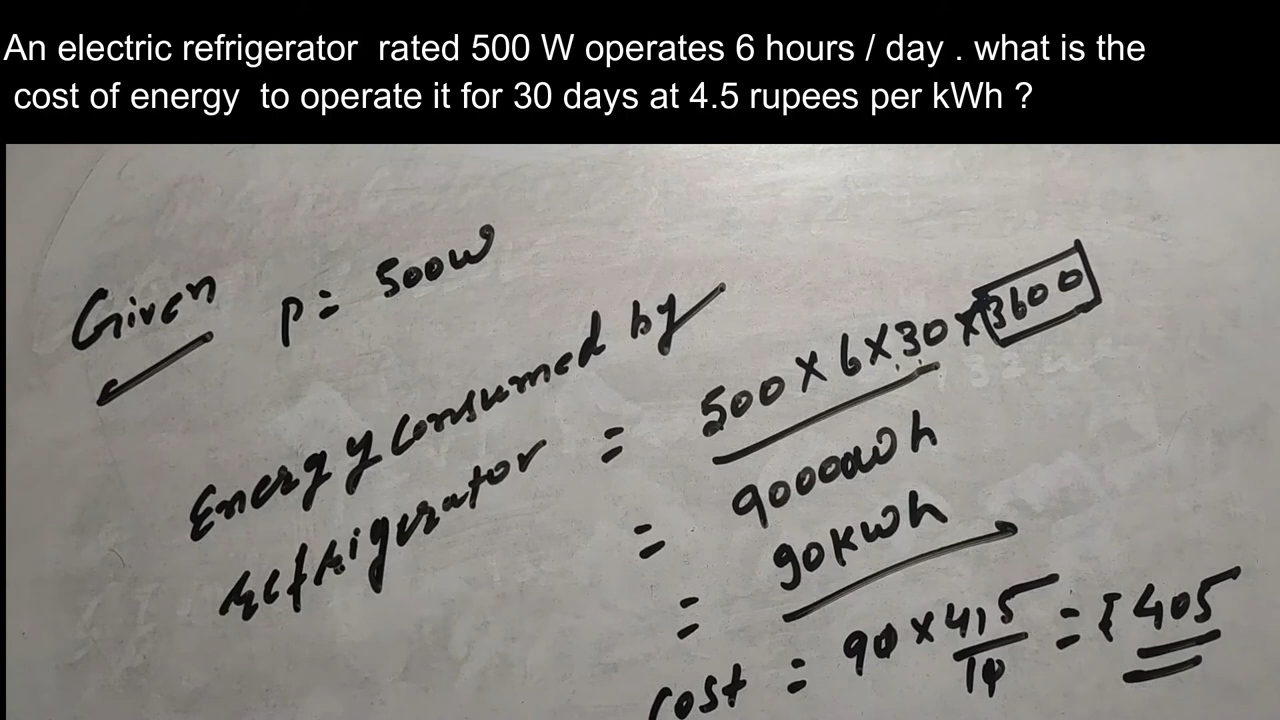 An electric refrigerator rated 500 W operates 6 hours / day . what is the
cost of energy to operate it for 30 days at 4.5 rupees per kWh ?
Given P = 500W
Energy consumed by
refrigerator = 500 × 6 × 30 × 3600
= 90000Wh
= 90KWh
cost = 90 × 4,5 / 10 = ₹ 405